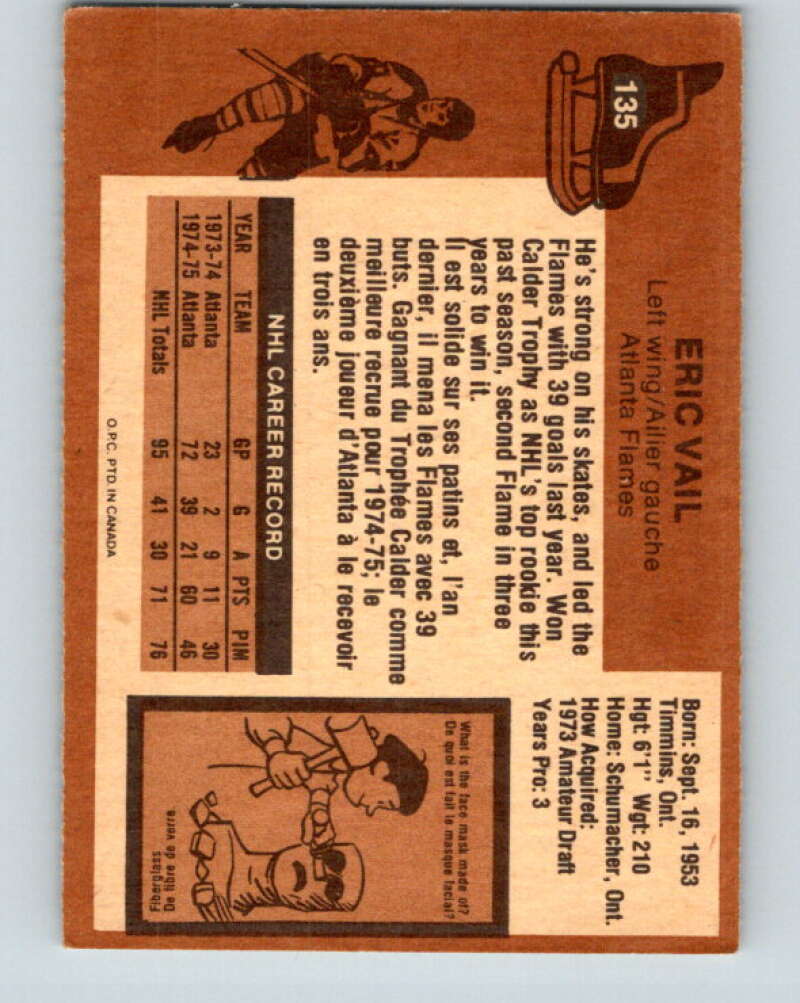 135
ERIC VAIL
Left wing/Ailier gauche
Atlanta Flames
Born: Sept. 16, 1953
Timmins, Ont.
Hgt: 6'1" Wgt: 210
Home: Schumacher, Ont.
How Acquired:
1973 Amateur Draft
Years Pro: 3
He's strong on his skates, and led the
Flames with 39 goals last year. Won
Calder Trophy as NHL's top rookie this
past season, second Flame in three
years to win it.
Il est solide sur ses patins et, l'an
dernier, il mena les Flames avec 39
buts. Gagnant du Trophée Calder comme
meilleure recrue pour 1974-75; le
deuxième joueur d'Atlanta à le recevoir
en trois ans.
NHL CAREER RECORD
YEAR TEAM GP G A PTS PIM
1973-74 Atlanta 23 2 9 11 30
1974-75 Atlanta 72 39 21 60 46
NHL Totals 95 41 30 71 76
O.P.C. PTD. IN CANADA
What is the face mask made of?
De quoi est fait le masque facial?
Fiberglass
De fibre de verre